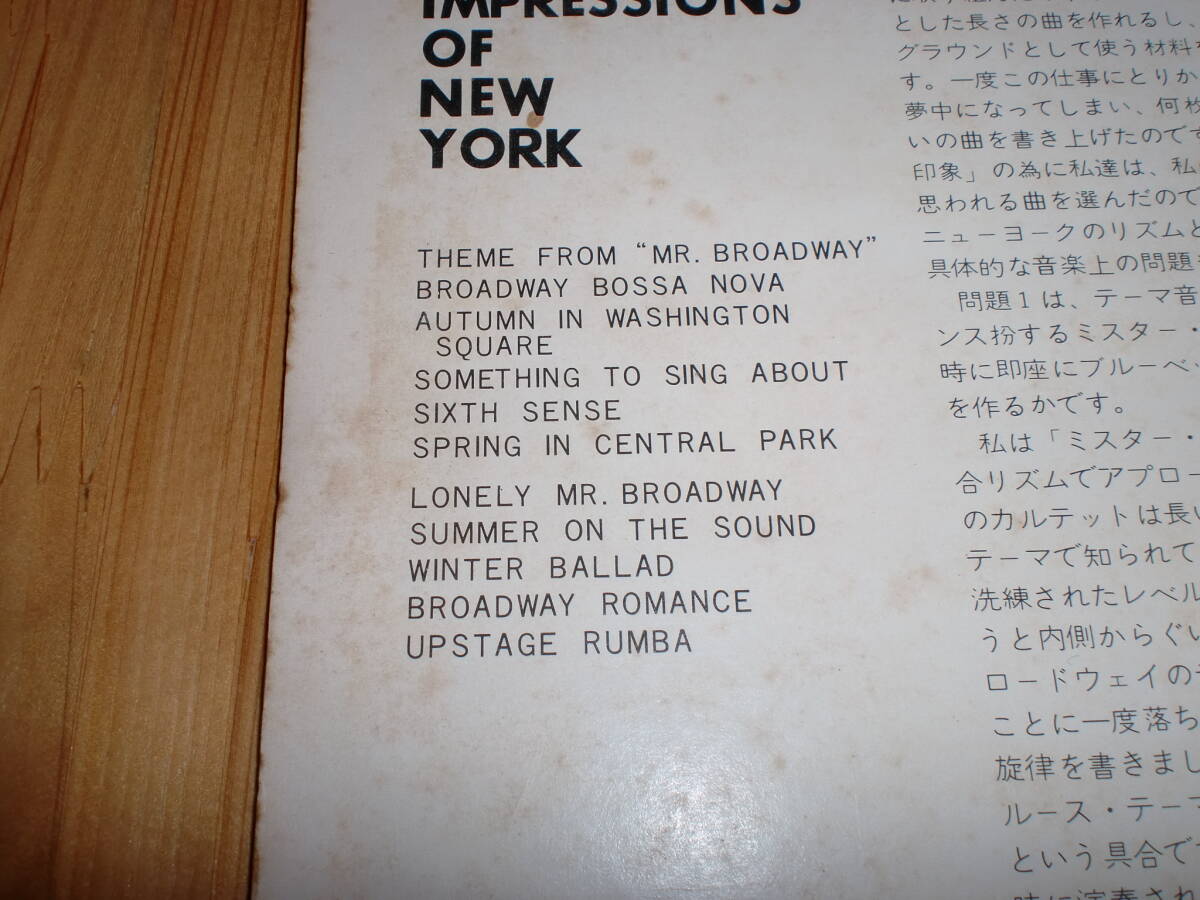 IMPRESSIONS
OF
NEW
YORK
THEME FROM “MR. BROADWAY”
BROADWAY BOSSA NOVA
AUTUMN IN WASHINGTON
SQUARE
SOMETHING TO SING ABOUT
SIXTH SENSE
SPRING IN CENTRAL PARK
LONELY MR. BROADWAY
SUMMER ON THE SOUND
WINTER BALLAD
BROADWAY ROMANCE
UPSTAGE RUMBA
とした長さの曲を作れるし、
グラウンドとして使う材料
す。一度この仕事にとりか
夢中になってしまい、何枚
いの曲を書き上げたのです
印象」の為に私達は、私
思われる曲を選んだので
ニューヨークのリズムと
具体的な音楽上の問題
問題1は、テーマ音
ンス扮するミスター・
時に即座にブルーベッ
を作るかです。
私は「ミスター・
合リズムでアプロー
のカルテットは長い
テーマで知られて
洗練されたレベル
うと内側からぐい
ロードウェイの
ことに一度落ち
旋律を書きまし
ルース・テーマ
という具合で
時に演奏され